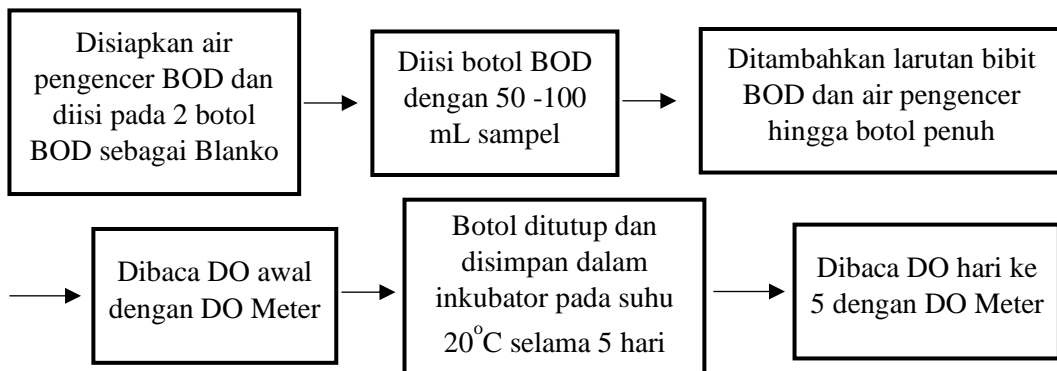 Disiapkan air
pengencer BOD dan
diisi pada 2 botol
BOD sebagai Blanko
Diisi botol BOD
dengan 50 -100
mL sampel
Ditambahkan larutan bibit
BOD dan air pengencer
hingga botol penuh
Dibaca DO awal
dengan DO Meter
Botol ditutup dan
disimpan dalam
inkubator pada suhu
20°C selama 5 hari
Dibaca DO hari ke
5 dengan DO Meter